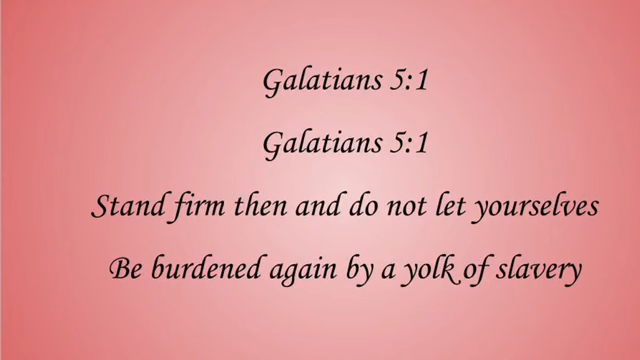 Galatians 5:1
Galatians 5:1
Stand firm then and do not let yourselves
Be burdened again by a yolk of slavery